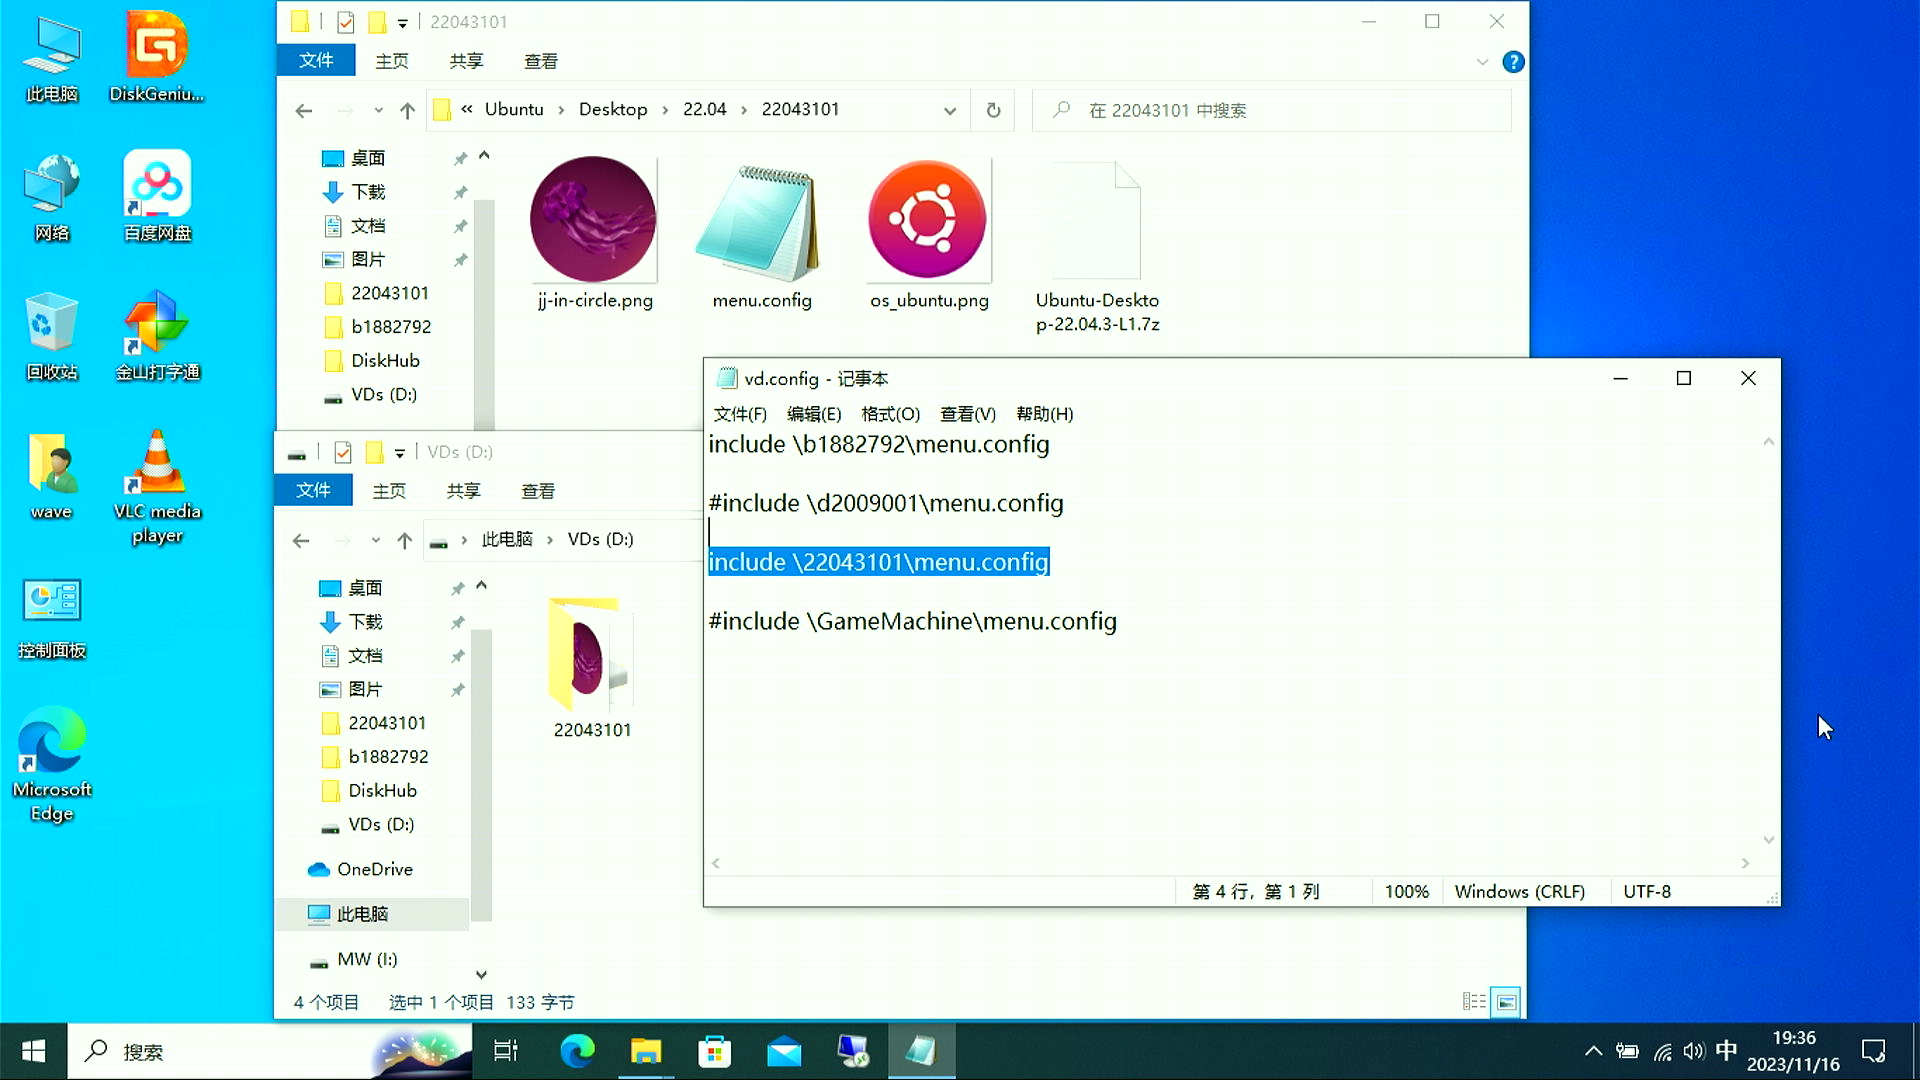 此电脑
DiskGeniu...
网络
百度网盘
回收站
金山打字通
wave
VLC media
player
控制面板
Microsoft
Edge
22043101
文件
主页
共享
查看
« Ubuntu › Desktop › 22.04 › 22043101
在 22043101 中搜索
桌面
下载
文档
图片
22043101
b1882792
DiskHub
VDs (D:)
jj-in-circle.png
menu.config
os_ubuntu.png
Ubuntu-Deskto
p-22.04.3-L1.7z
VDs (D:)
文件
主页
共享
查看
› 此电脑 › VDs (D:)
桌面
下载
文档
图片
22043101
b1882792
DiskHub
VDs (D:)
OneDrive
此电脑
MW (I:)
22043101
4 个项目
选中 1 个项目 133 字节
vd.config - 记事本
文件(F)
编辑(E)
格式(O)
查看(V)
帮助(H)
include \b1882792\menu.config
#include \d2009001\menu.config
include \22043101\menu.config
#include \GameMachine\menu.config
第 4 行，第 1 列
100%
Windows (CRLF)
UTF-8
搜索
中
19:36
2023/11/16